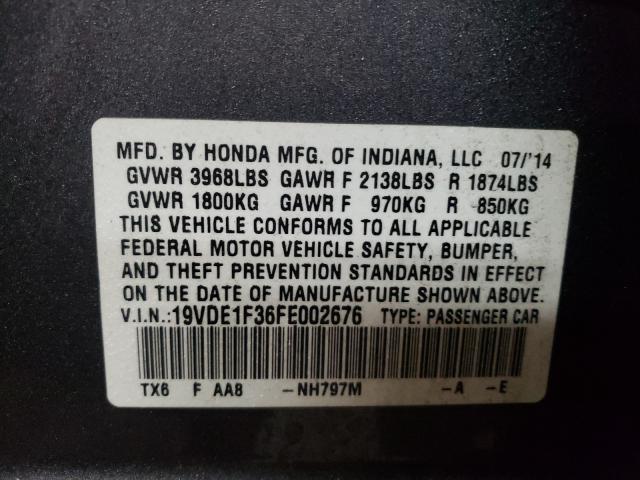 MFD. BY HONDA MFG. OF INDIANA, LLC 07/'14
GVWR 3968LBS GAWR F 2138LBS R 1874LBS
GVWR 1800KG GAWR F 970KG R 850KG
THIS VEHICLE CONFORMS TO ALL APPLICABLE
FEDERAL MOTOR VEHICLE SAFETY, BUMPER,
AND THEFT PREVENTION STANDARDS IN EFFECT
ON THE DATE OF MANUFACTURE SHOWN ABOVE.
V.I.N.:19VDE1F36FE002676 TYPE: PASSENGER CAR
TX6 F AA8 -NH797M -A -E